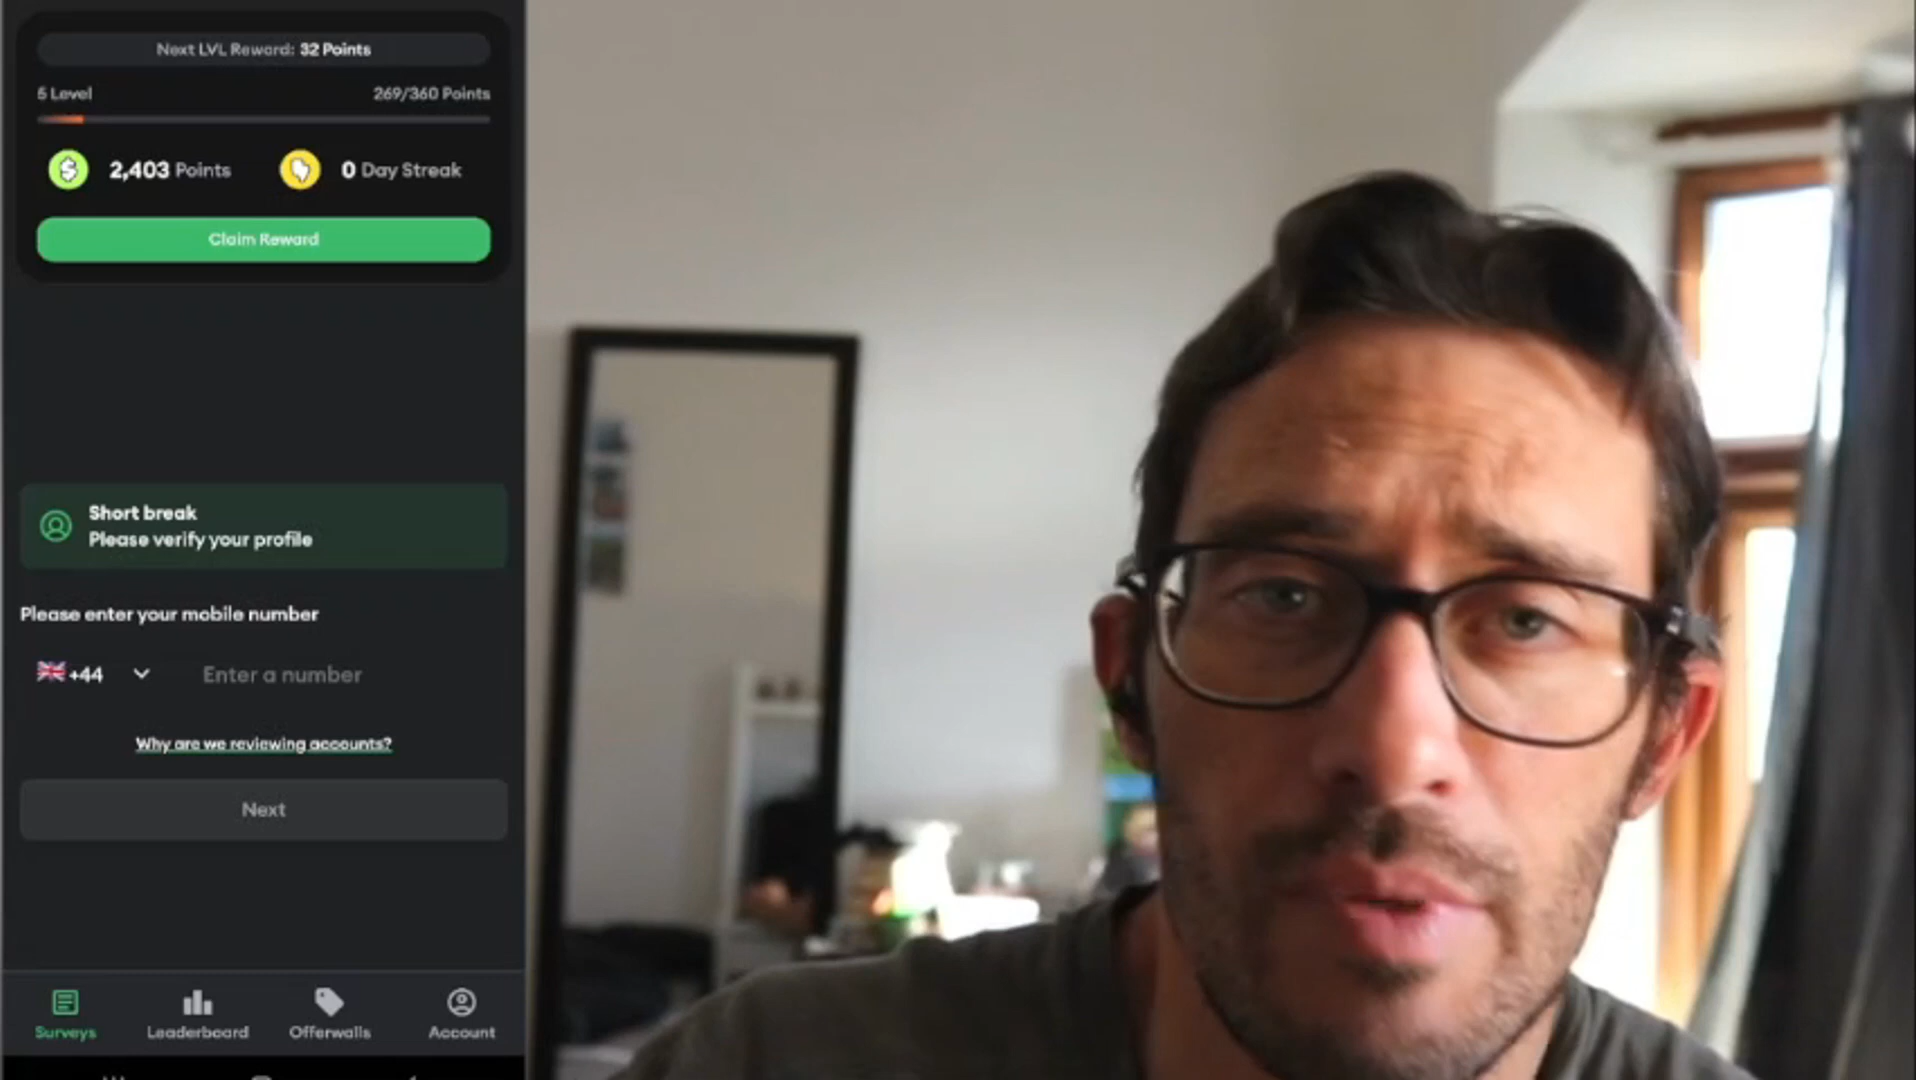 Next LVL Reward: 32 Points
5 Level
269/360 Points
2,403 Points
0 Day Streak
Claim Reward
Short break
Please verify your profile
Please enter your mobile number
+44
Enter a number
Why are we reviewing accounts?
Next
Surveys
Leaderboard
Offerwalls
Account